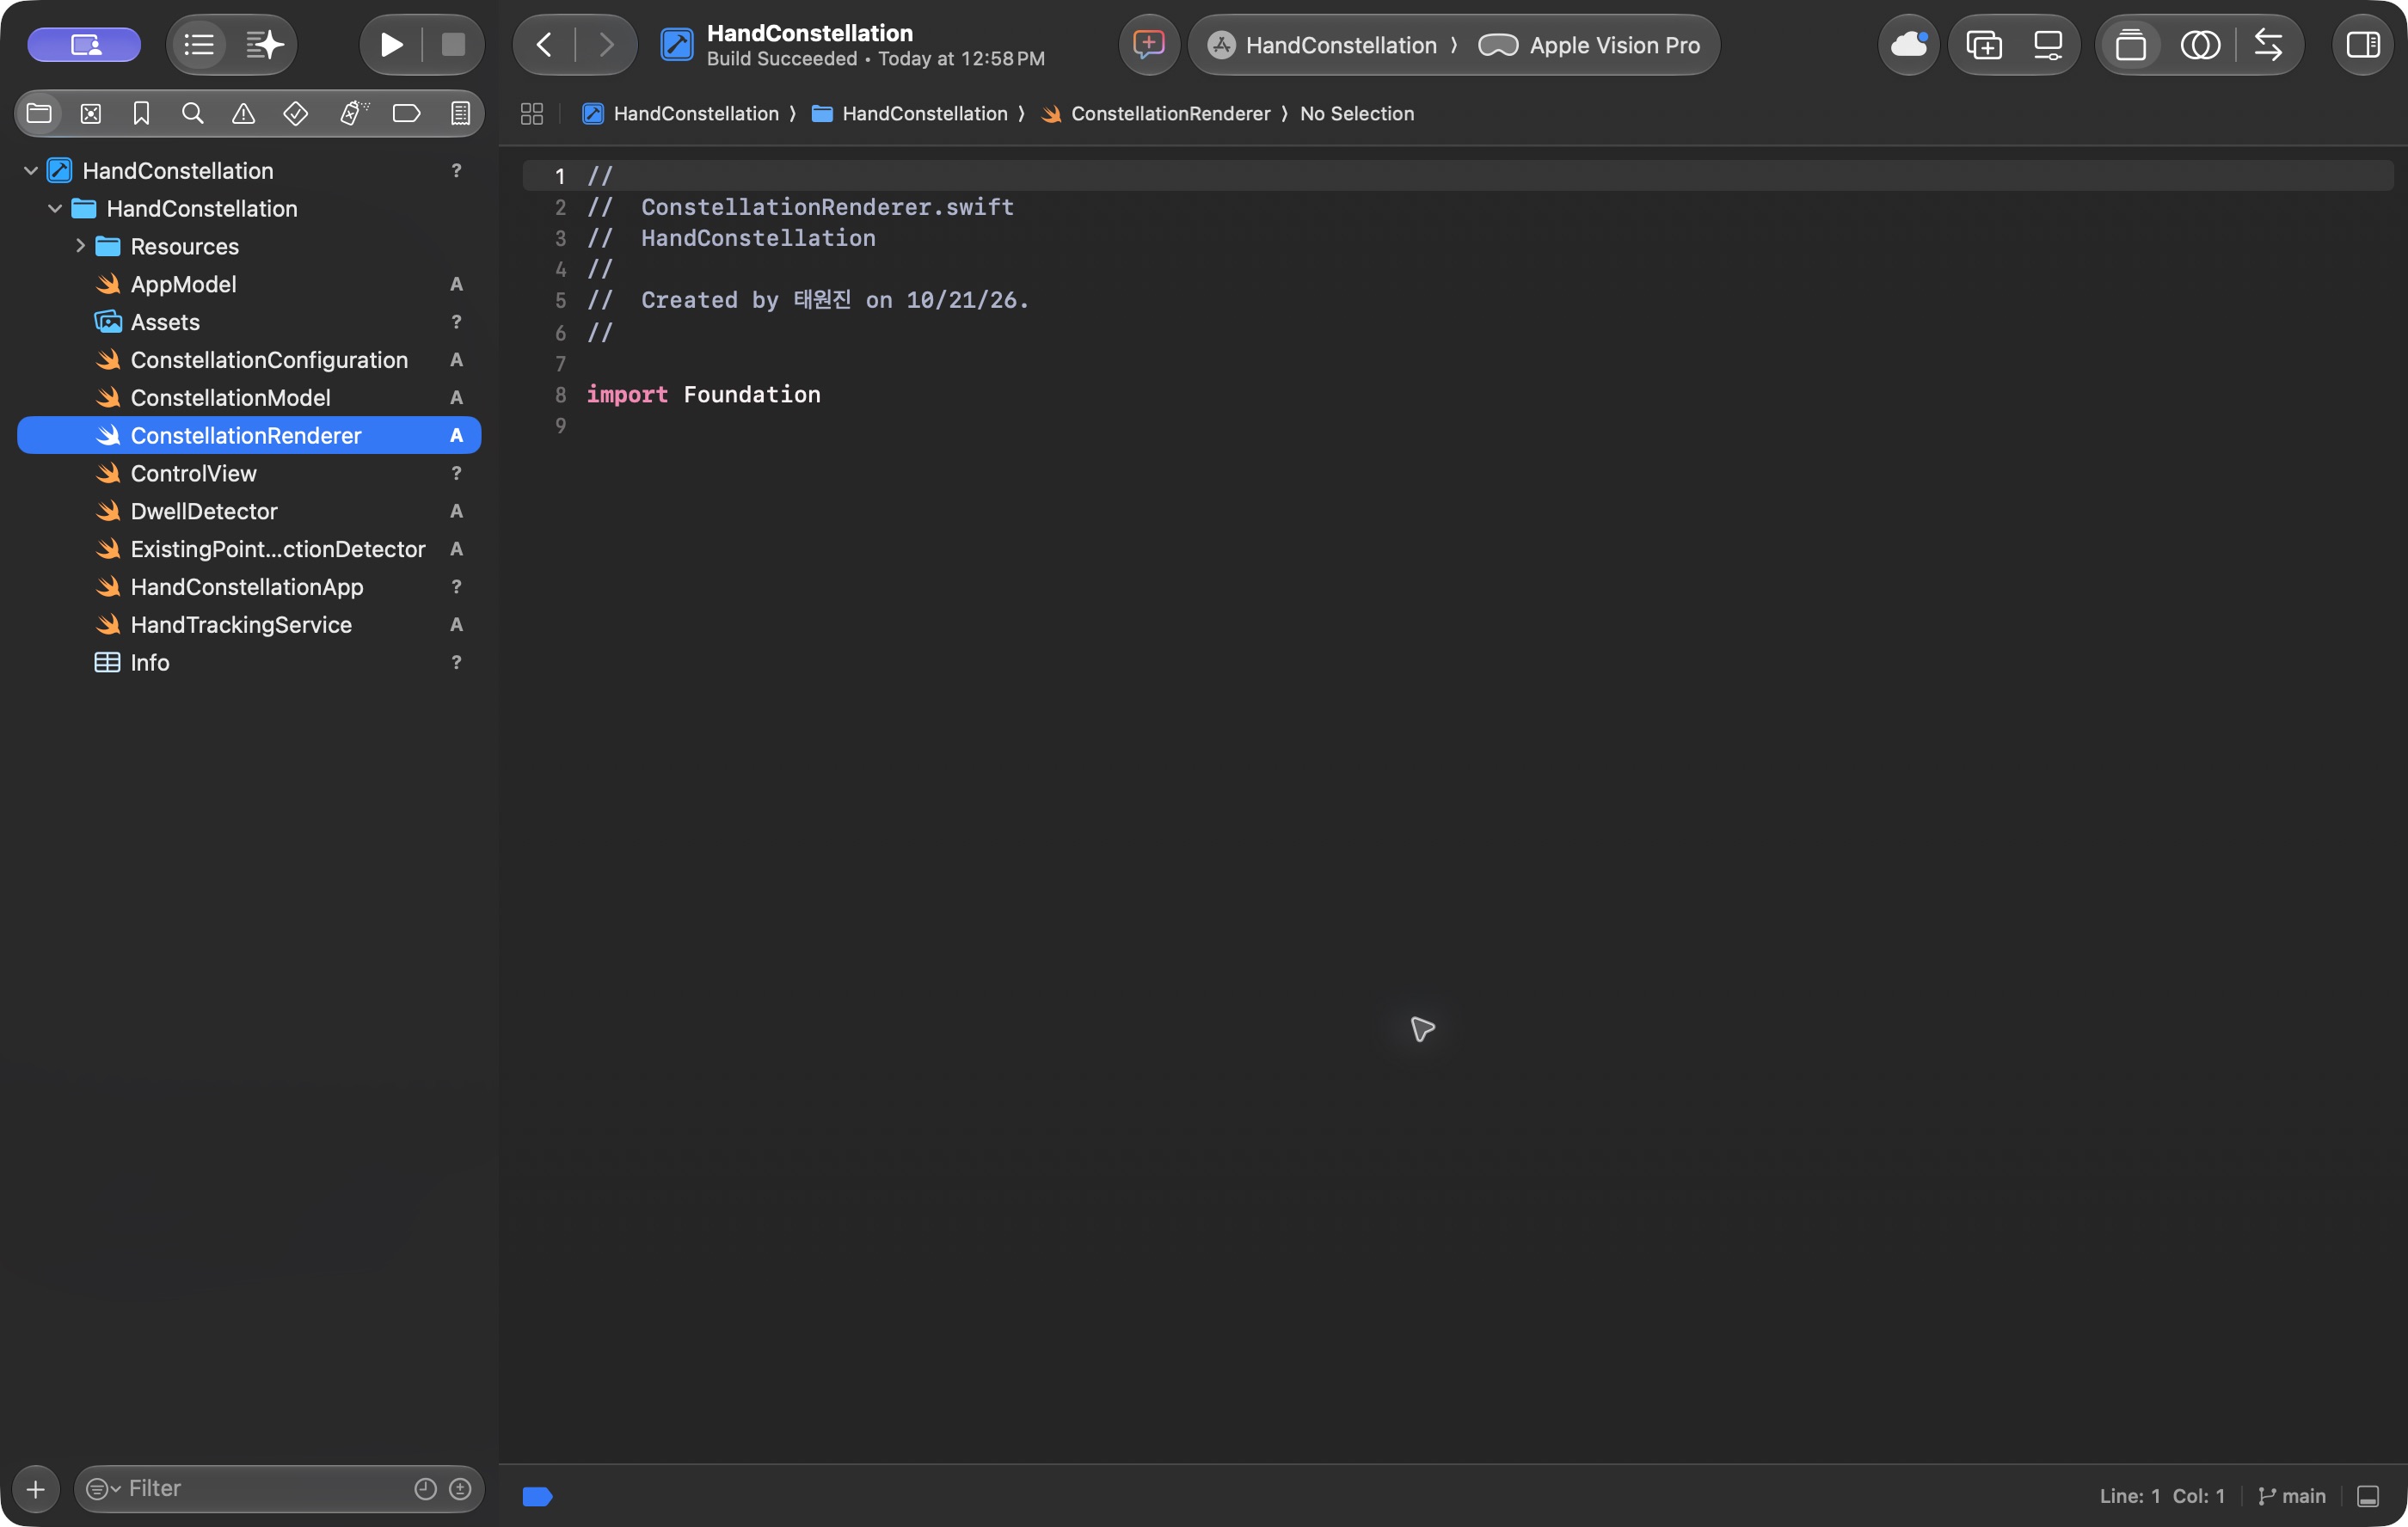 HandConstellation
Build Succeeded • Today at 12:58 PM
HandConstellation 〉 Apple Vision Pro
HandConstellation 〉 HandConstellation 〉 ConstellationRenderer 〉 No Selection
HandConstellation ?
HandConstellation
Resources
AppModel A
Assets ?
ConstellationConfiguration A
ConstellationModel A
ConstellationRenderer A
ControlView ?
DwellDetector A
ExistingPoint...ctionDetector A
HandConstellationApp ?
HandTrackingService A
Info ?
Filter
1 //
2 //  ConstellationRenderer.swift
3 //  HandConstellation
4 //
5 //  Created by 태원진 on 10/21/26.
6 //
7
8 import Foundation
9
Line: 1 Col: 1
main